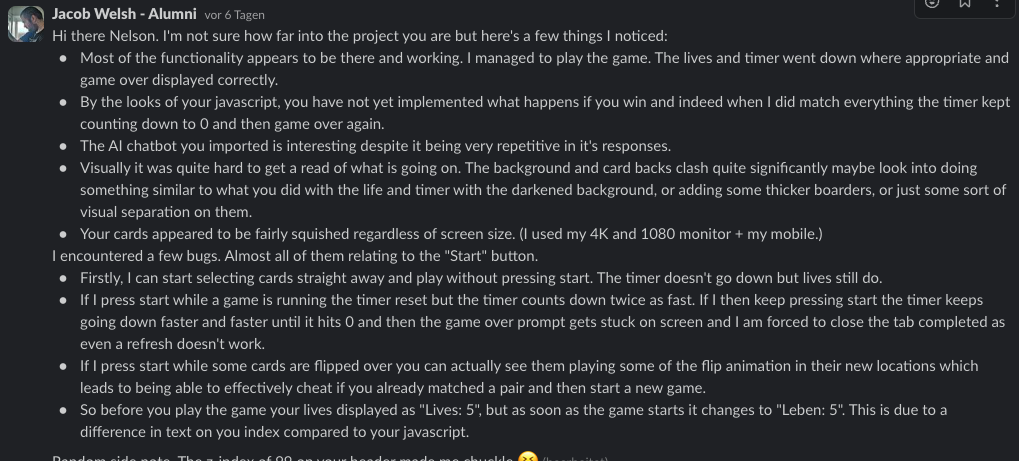 Jacob Welsh - Alumni vor 6 Tagen
Hi there Nelson. I'm not sure how far into the project you are but here's a few things I noticed:
• Most of the functionality appears to be there and working. I managed to play the game. The lives and timer went down where appropriate and
game over displayed correctly.
• By the looks of your javascript, you have not yet implemented what happens if you win and indeed when I did match everything the timer kept
counting down to 0 and then game over again.
• The AI chatbot you imported is interesting despite it being very repetitive in it's responses.
• Visually it was quite hard to get a read of what is going on. The background and card backs clash quite significantly maybe look into doing
something similar to what you did with the life and timer with the darkened background, or adding some thicker boarders, or just some sort of
visual separation on them.
• Your cards appeared to be fairly squished regardless of screen size. (I used my 4K and 1080 monitor + my mobile.)
I encountered a few bugs. Almost all of them relating to the "Start" button.
• Firstly, I can start selecting cards straight away and play without pressing start. The timer doesn't go down but lives still do.
• If I press start while a game is running the timer reset but the timer counts down twice as fast. If I then keep pressing start the timer keeps
going down faster and faster until it hits 0 and then the game over prompt gets stuck on screen and I am forced to close the tab completed as
even a refresh doesn't work.
• If I press start while some cards are flipped over you can actually see them playing some of the flip animation in their new locations which
leads to being able to effectively cheat if you already matched a pair and then start a new game.
• So before you play the game your lives displayed as "Lives: 5", but as soon as the game starts it changes to "Leben: 5". This is due to a
difference in text on you index compared to your javascript.
Random side note. The z-index of 99 on your header made me chuckle 😆 (bearbeitet)